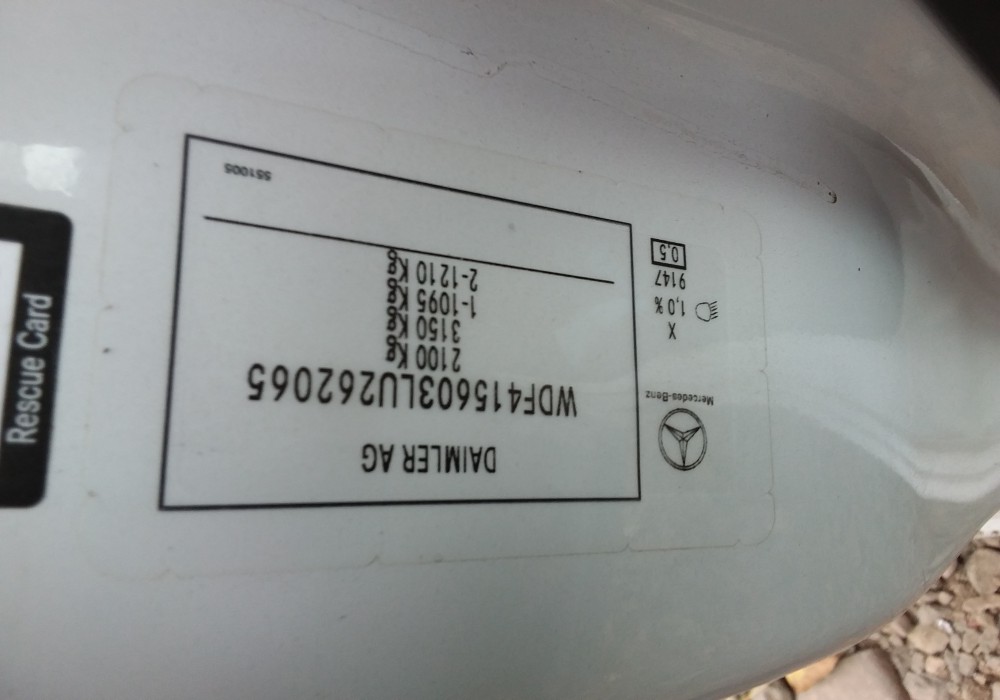 DAIMLER AG
WDF415603LU262065
2100 Kg
3150 Kg
1-1095 Kg
2-1210 Kg
551005
Mercedes-Benz
X
1,0 %
9147
0,5
Rescue Card